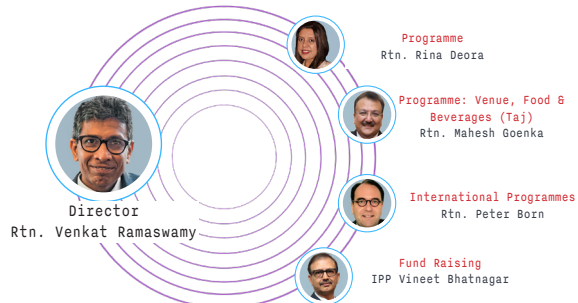 Programme
Rtn. Rina Deora
Programme: Venue, Food &
Beverages (Taj)
Rtn. Mahesh Goenka
Director
Rtn. Venkat Ramaswamy
International Programmes
Rtn. Peter Born
Fund Raising
IPP Vineet Bhatnagar